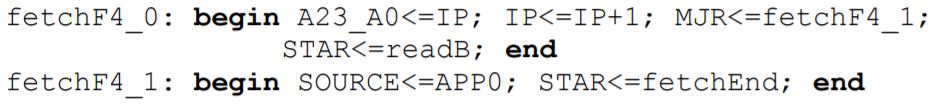 fetchF4_0: begin A23_A0<=IP; IP<=IP+1; MJR<=fetchF4_1;
STAR<=readB; end
fetchF4_1: begin SOURCE<=APP0; STAR<=fetchEnd; end